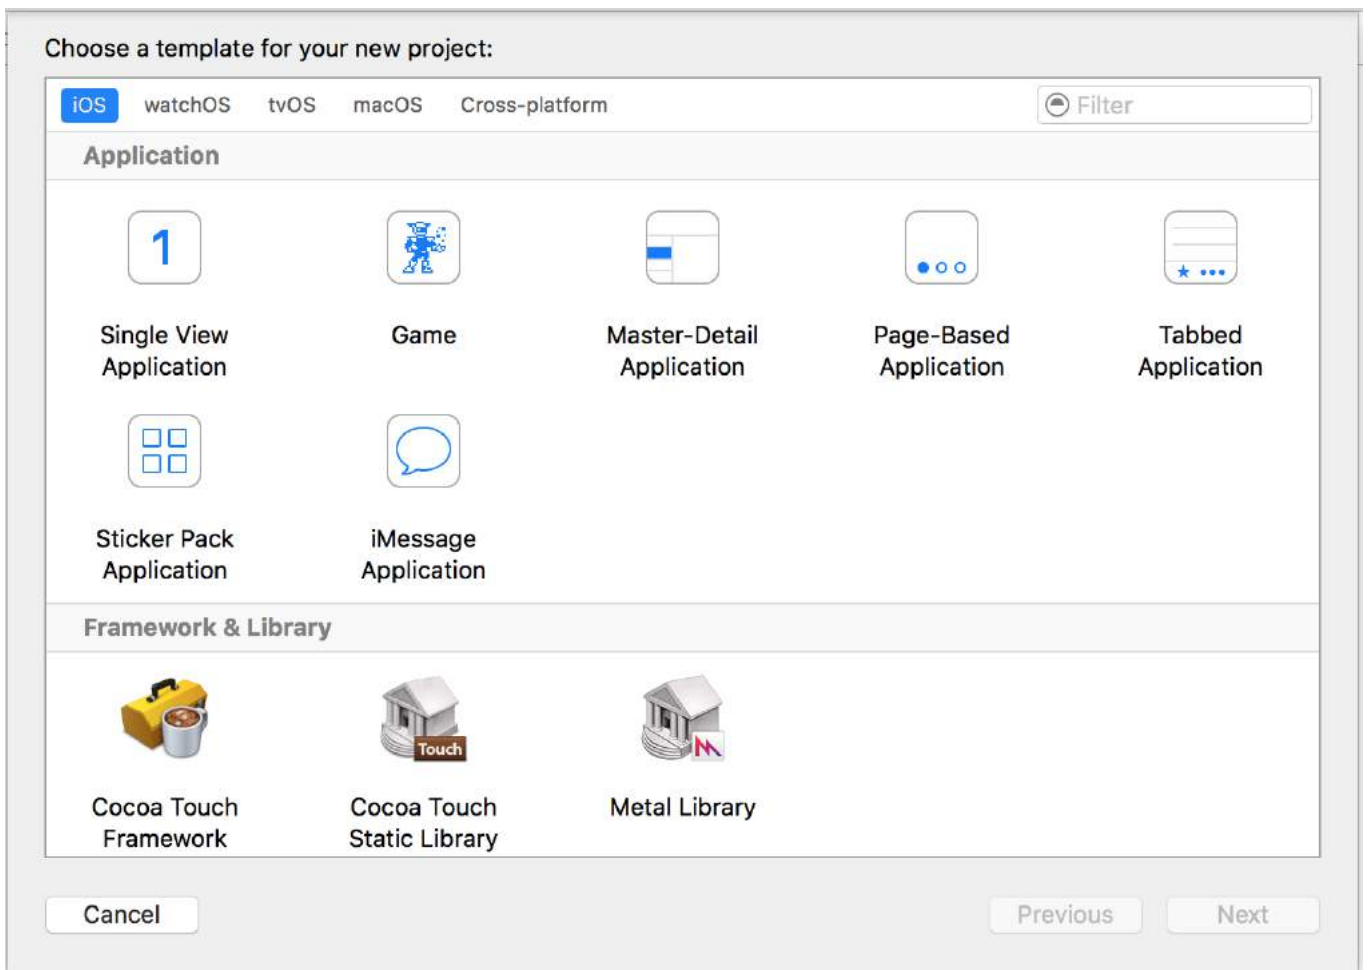 Choose a template for your new project:
iOS watchOS tvOS macOS Cross-platform Filter
Application
1
Single View Application
Game
Master-Detail Application
Page-Based Application
Tabbed Application
Sticker Pack Application
iMessage Application
Framework & Library
Touch
Cocoa Touch Framework
Cocoa Touch Static Library
Metal Library
Cancel Previous Next